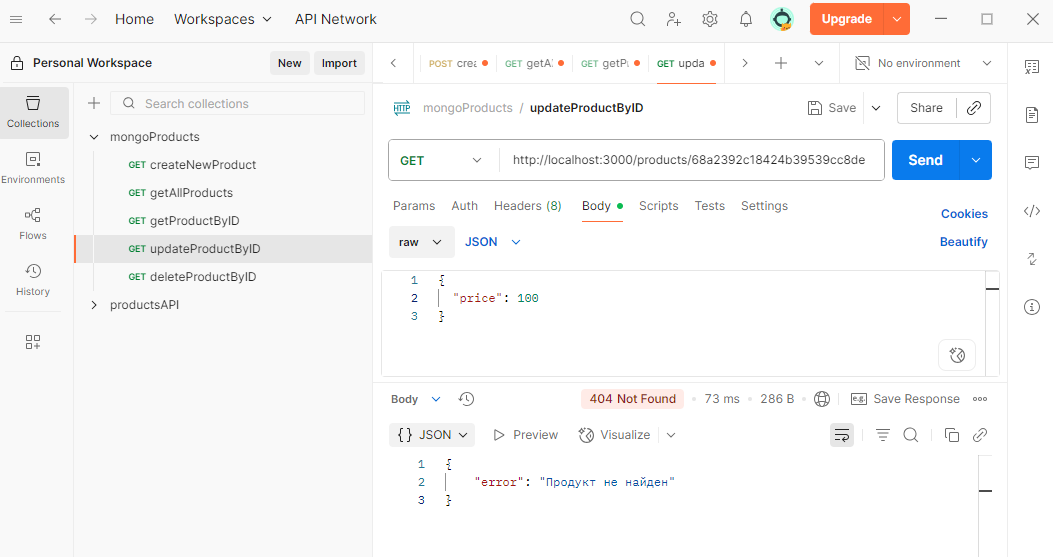 Home
Workspaces
API Network
Upgrade
Personal Workspace
New
Import
POST crea
GET getA
GET getP
GET upda
No environment
Collections
Environments
Flows
History
Search collections
mongoProducts
GET createNewProduct
GET getAllProducts
GET getProductByID
GET updateProductByID
GET deleteProductByID
productsAPI
HTTP
mongoProducts / updateProductByID
Save
Share
GET
http://localhost:3000/products/68a2392c18424b39539cc8de
Send
Params
Auth
Headers (8)
Body
Scripts
Tests
Settings
Cookies
raw
JSON
Beautify
1 {
2 "price": 100
3 }
Body
404 Not Found
73 ms
286 B
e.g.
Save Response
{} JSON
Preview
Visualize
1 {
2 "error": "Продукт не найден"
3 }